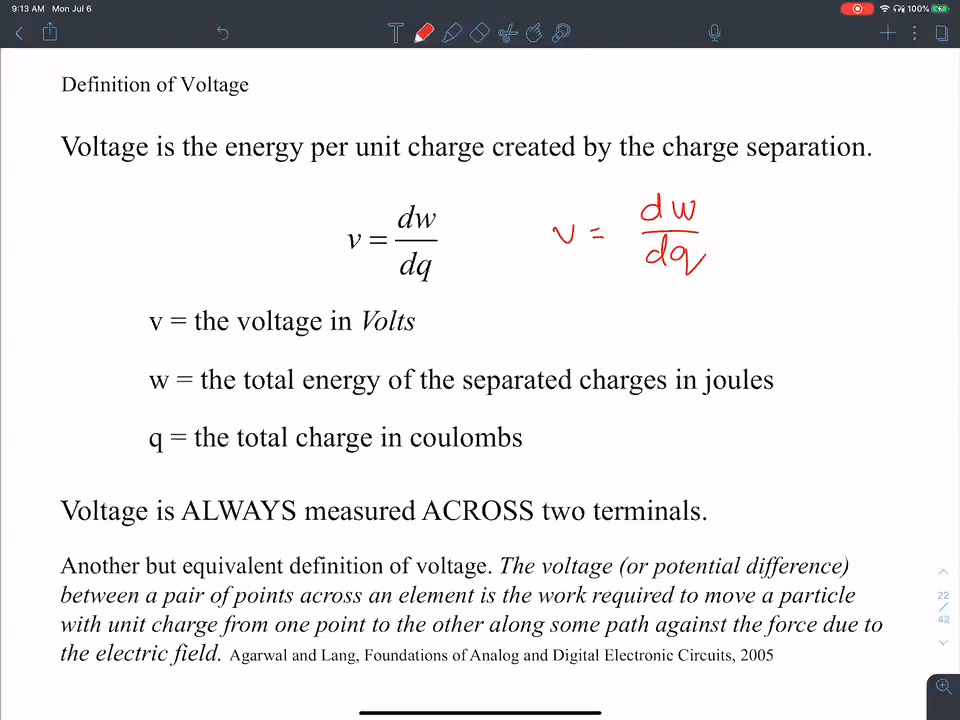 9:13 AM Mon Jul 6 100%
T
Definition of Voltage
Voltage is the energy per unit charge created by the charge separation.
v = dw/dq
v = dw/dq
v = the voltage in Volts
w = the total energy of the separated charges in joules
q = the total charge in coulombs
Voltage is ALWAYS measured ACROSS two terminals.
Another but equivalent definition of voltage. The voltage (or potential difference)
between a pair of points across an element is the work required to move a particle
with unit charge from one point to the other along some path against the force due to
the electric field. Agarwal and Lang, Foundations of Analog and Digital Electronic Circuits, 2005
22
/
42